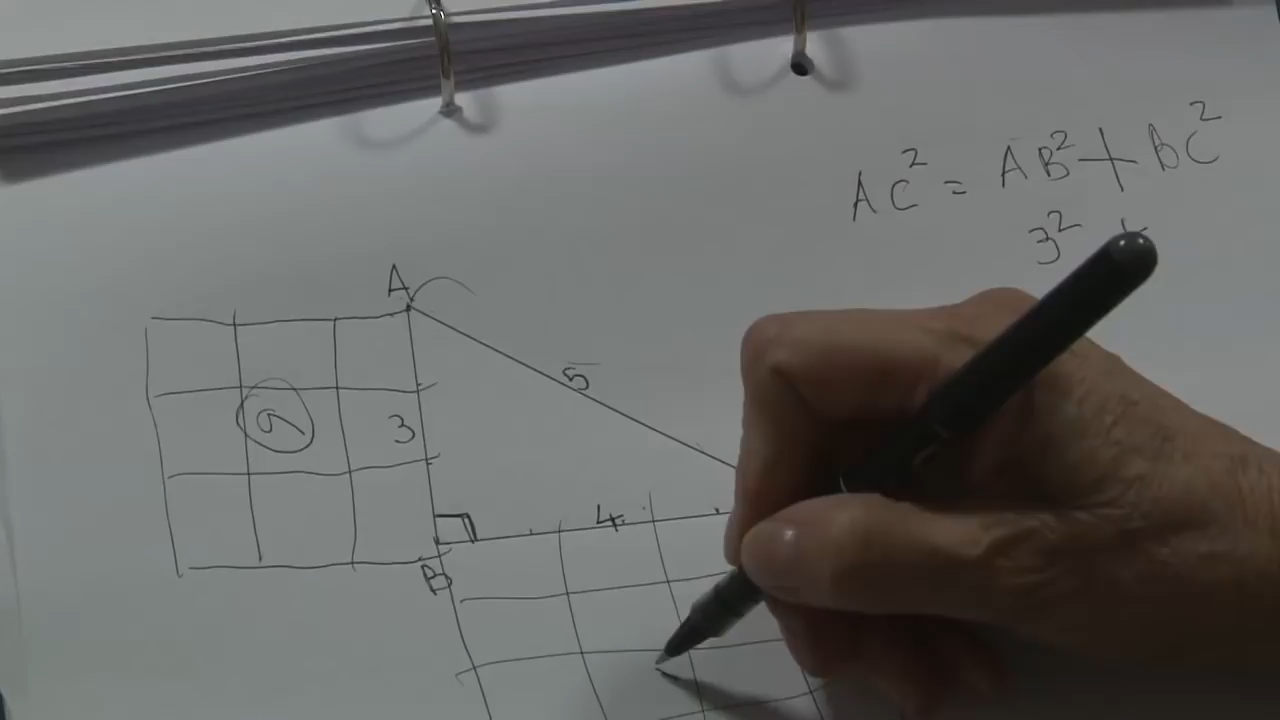 AC² = AB² + BC²
3² +
A
5
9
3
4
B